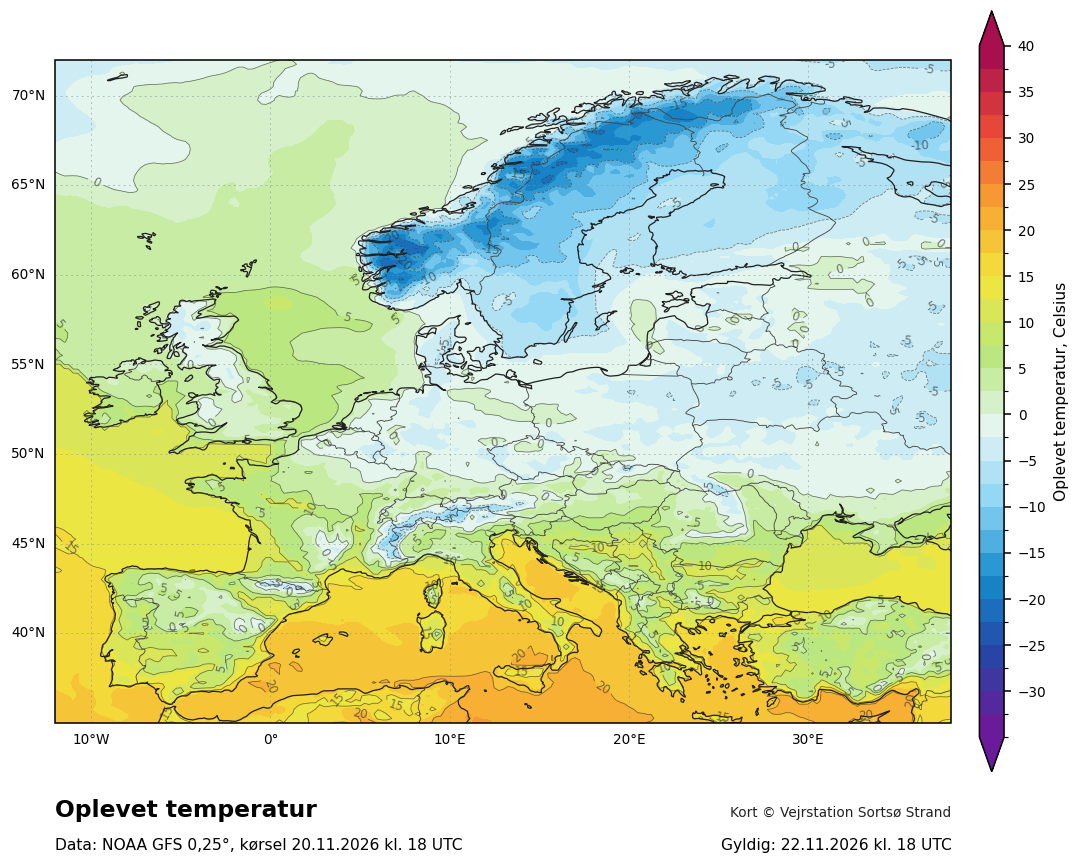 70°N
65°N
60°N
55°N
50°N
45°N
40°N
10°W
0°
10°E
20°E
30°E
40
35
30
25
20
15
10
5
0
−5
−10
−15
−20
−25
−30
Oplevet temperatur, Celsius
Oplevet temperatur
Kort © Vejrstation Sortsø Strand
Data: NOAA GFS 0,25°, kørsel 20.11.2026 kl. 18 UTC
Gyldig: 22.11.2026 kl. 18 UTC